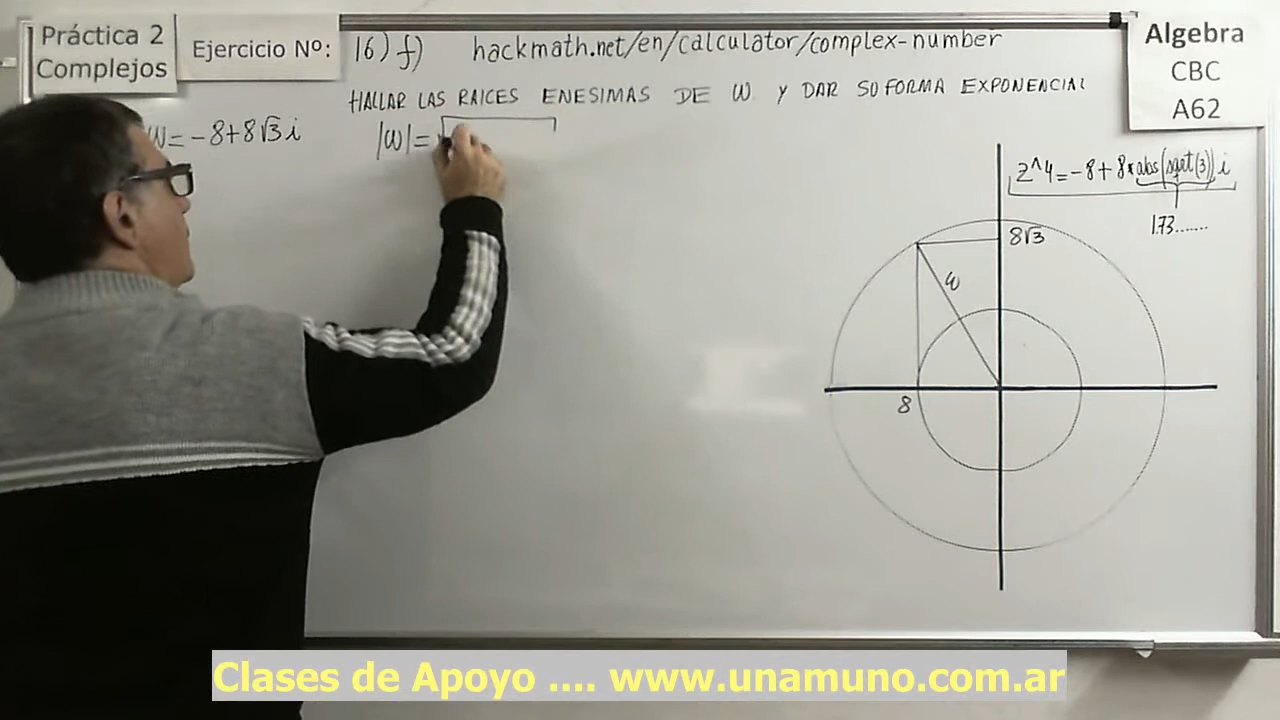 Práctica 2
Complejos
Ejercicio Nº:
16) f)
hackmath.net/en/calculator/complex-number
Algebra
CBC
A62
HALLAR LAS RAICES ENESIMAS DE W Y DAR SU FORMA EXPONENCIAL
W = -8+8√3 i
|W| = √
z^4=-8+8*abs(sqrt(3))i
1.73.......
8√3
W
8
Clases de Apoyo .... www.unamuno.com.ar